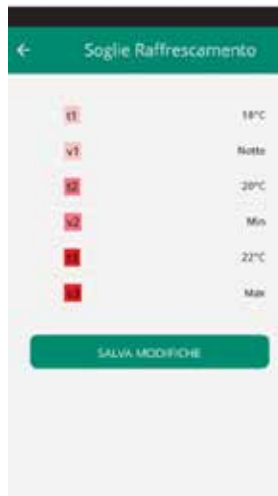 Soglie Raffrescamento
t1 18°C
v1 Notte
t2 20°C
v2 Min
t3 22°C
v3 Max
SALVA MODIFICHE